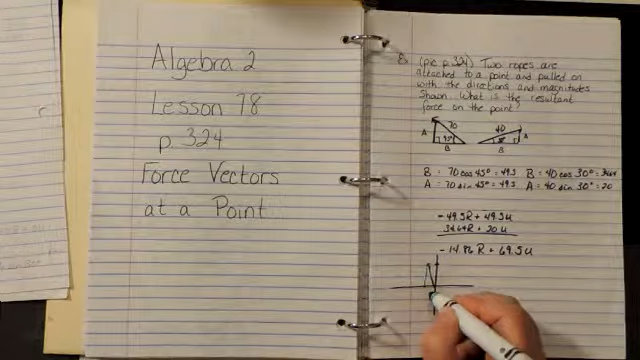 Algebra 2
Lesson 78
p. 324
Force Vectors
at a Point
8. (pic p. 324) Two ropes are
attached to a point and pulled on
with the directions and magnitudes
shown. What is the resultant
force on the point?
A 70 45° B
40 A 30° B
B = 70 cos 45° = 49.5 B = 40 cos 30° = 34.64
A = 70 sin 45° = 49.5 A = 40 sin 30° = 20
-49.5R + 49.5U
34.64R + 20U
-14.86R + 69.5U